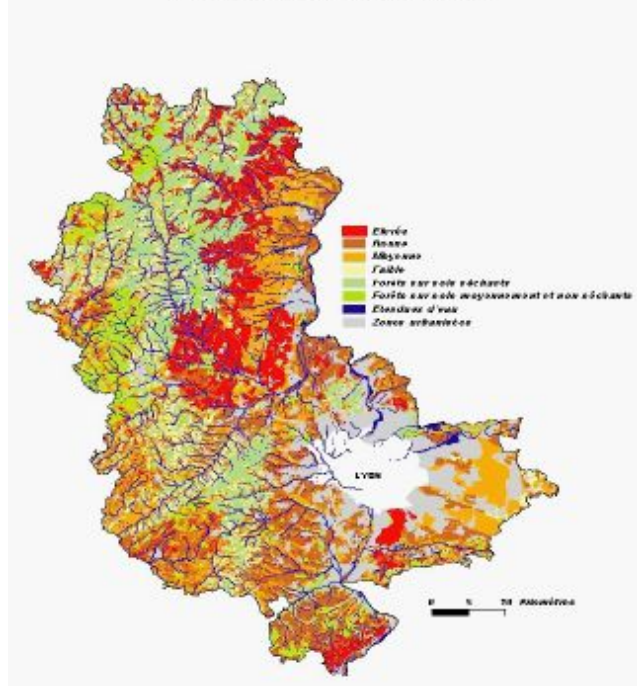 Elevée
Bonne
Moyenne
Faible
Forêts sur sols séchants
Forêts sur sols moyennement et non séchants
Etendues d'eau
Zones urbanisées
LYON
0 5 10 Kilomètres